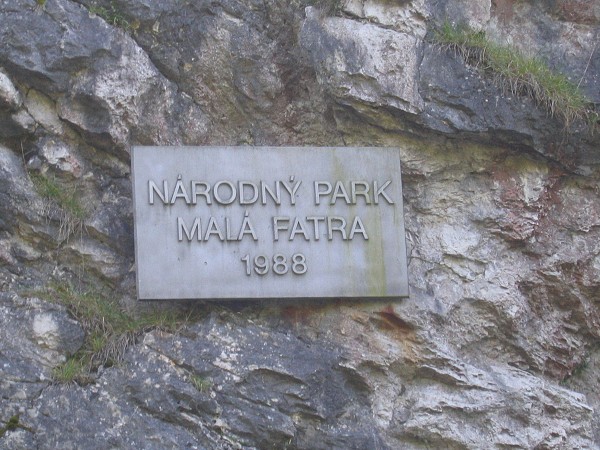 NÁRODNÝ PARK
MALÁ FATRA
1988